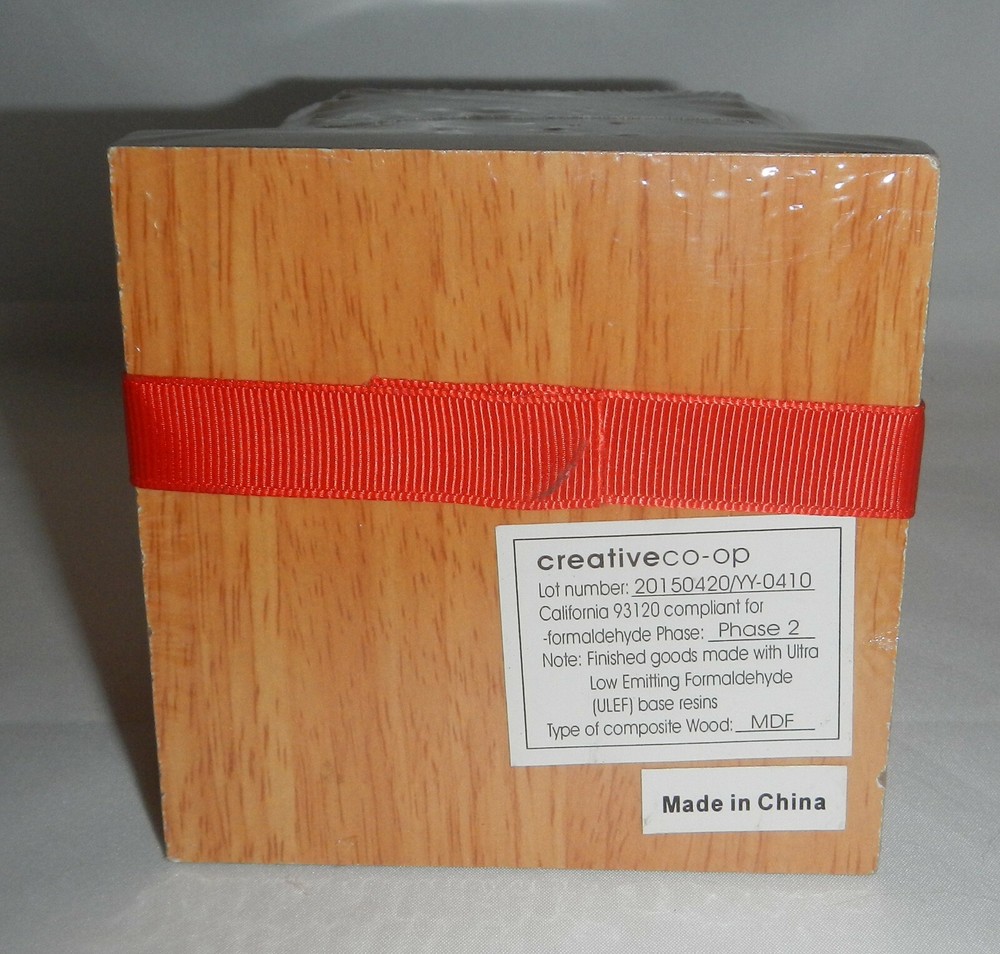 creativeco-op
Lot number: 20150420/YY-0410
California 93120 compliant for
-formaldehyde Phase: Phase 2
Note: Finished goods made with Ultra
Low Emitting Formaldehyde
(ULEF) base resins
Type of composite Wood: MDF
Made in China